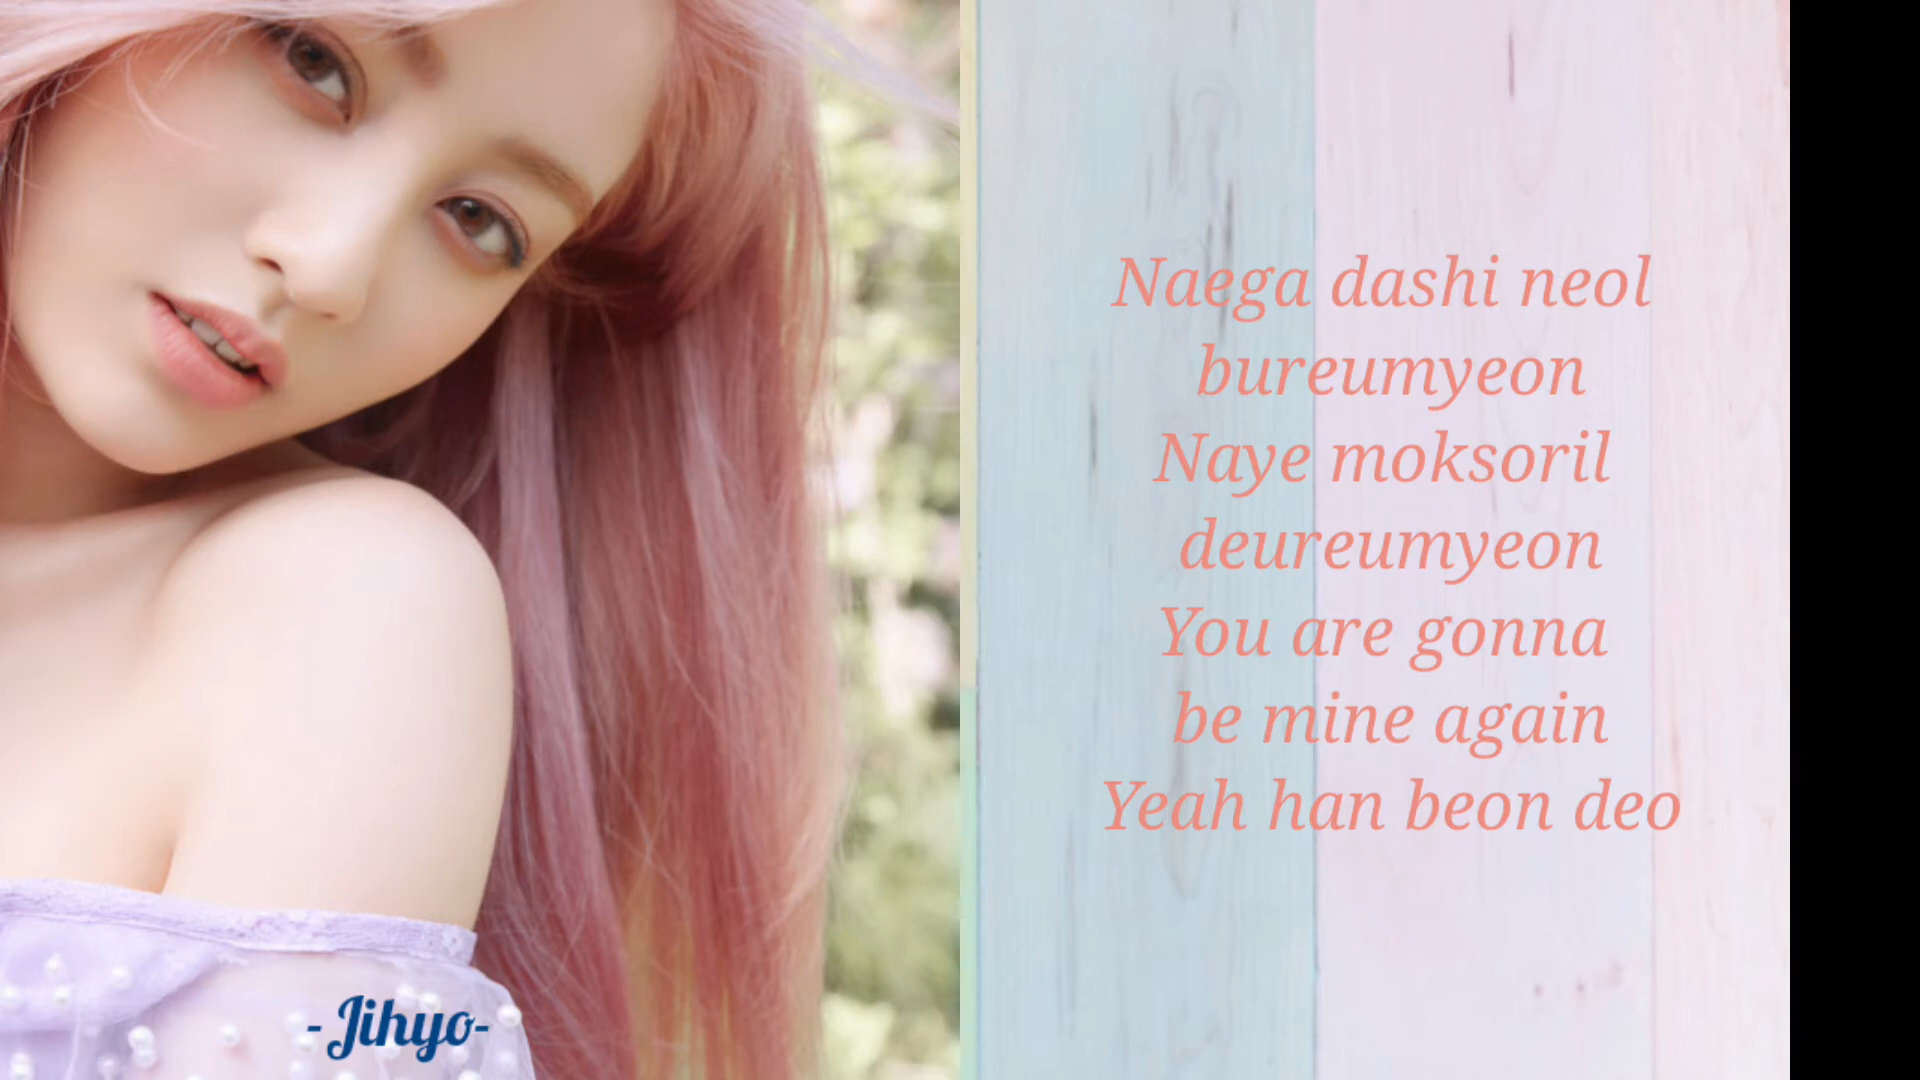 Naega dashi neol
bureumyeon
Naye moksoril
deureumyeon
You are gonna
be mine again
Yeah han beon deo
-Jihyo-